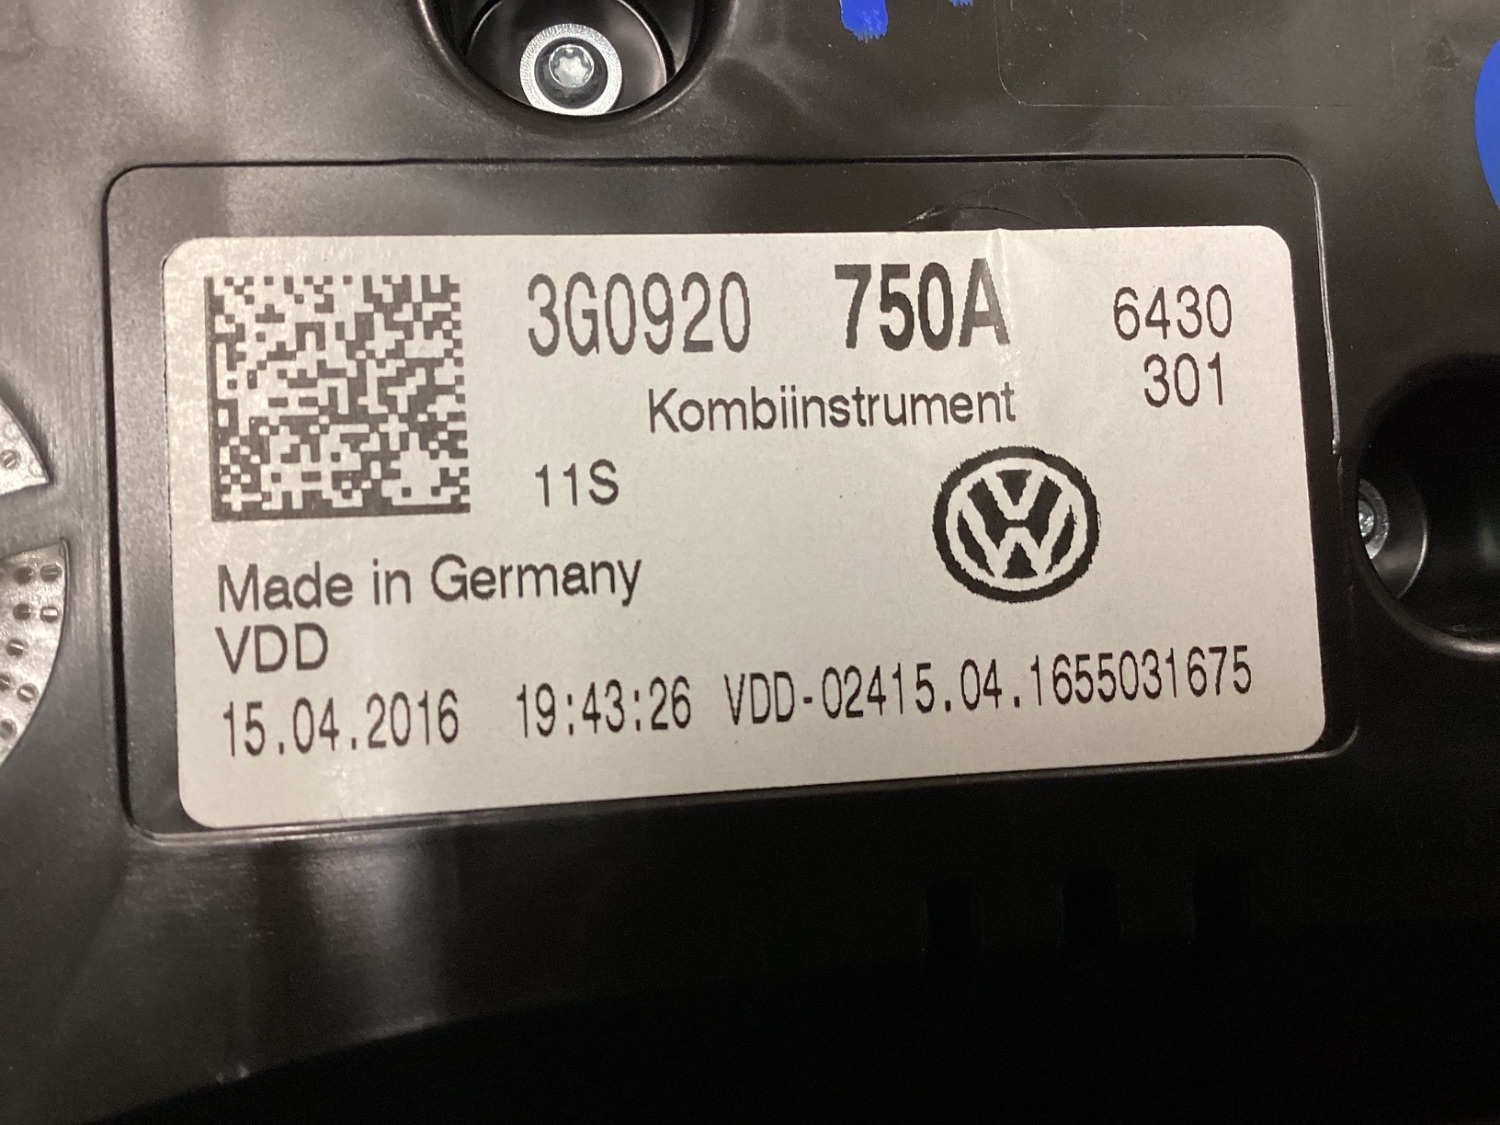 3G0920 750A 6430
301
Kombiinstrument
11S
Made in Germany
VDD
15.04.2016 19:43:26 VDD-02415.04.1655031675